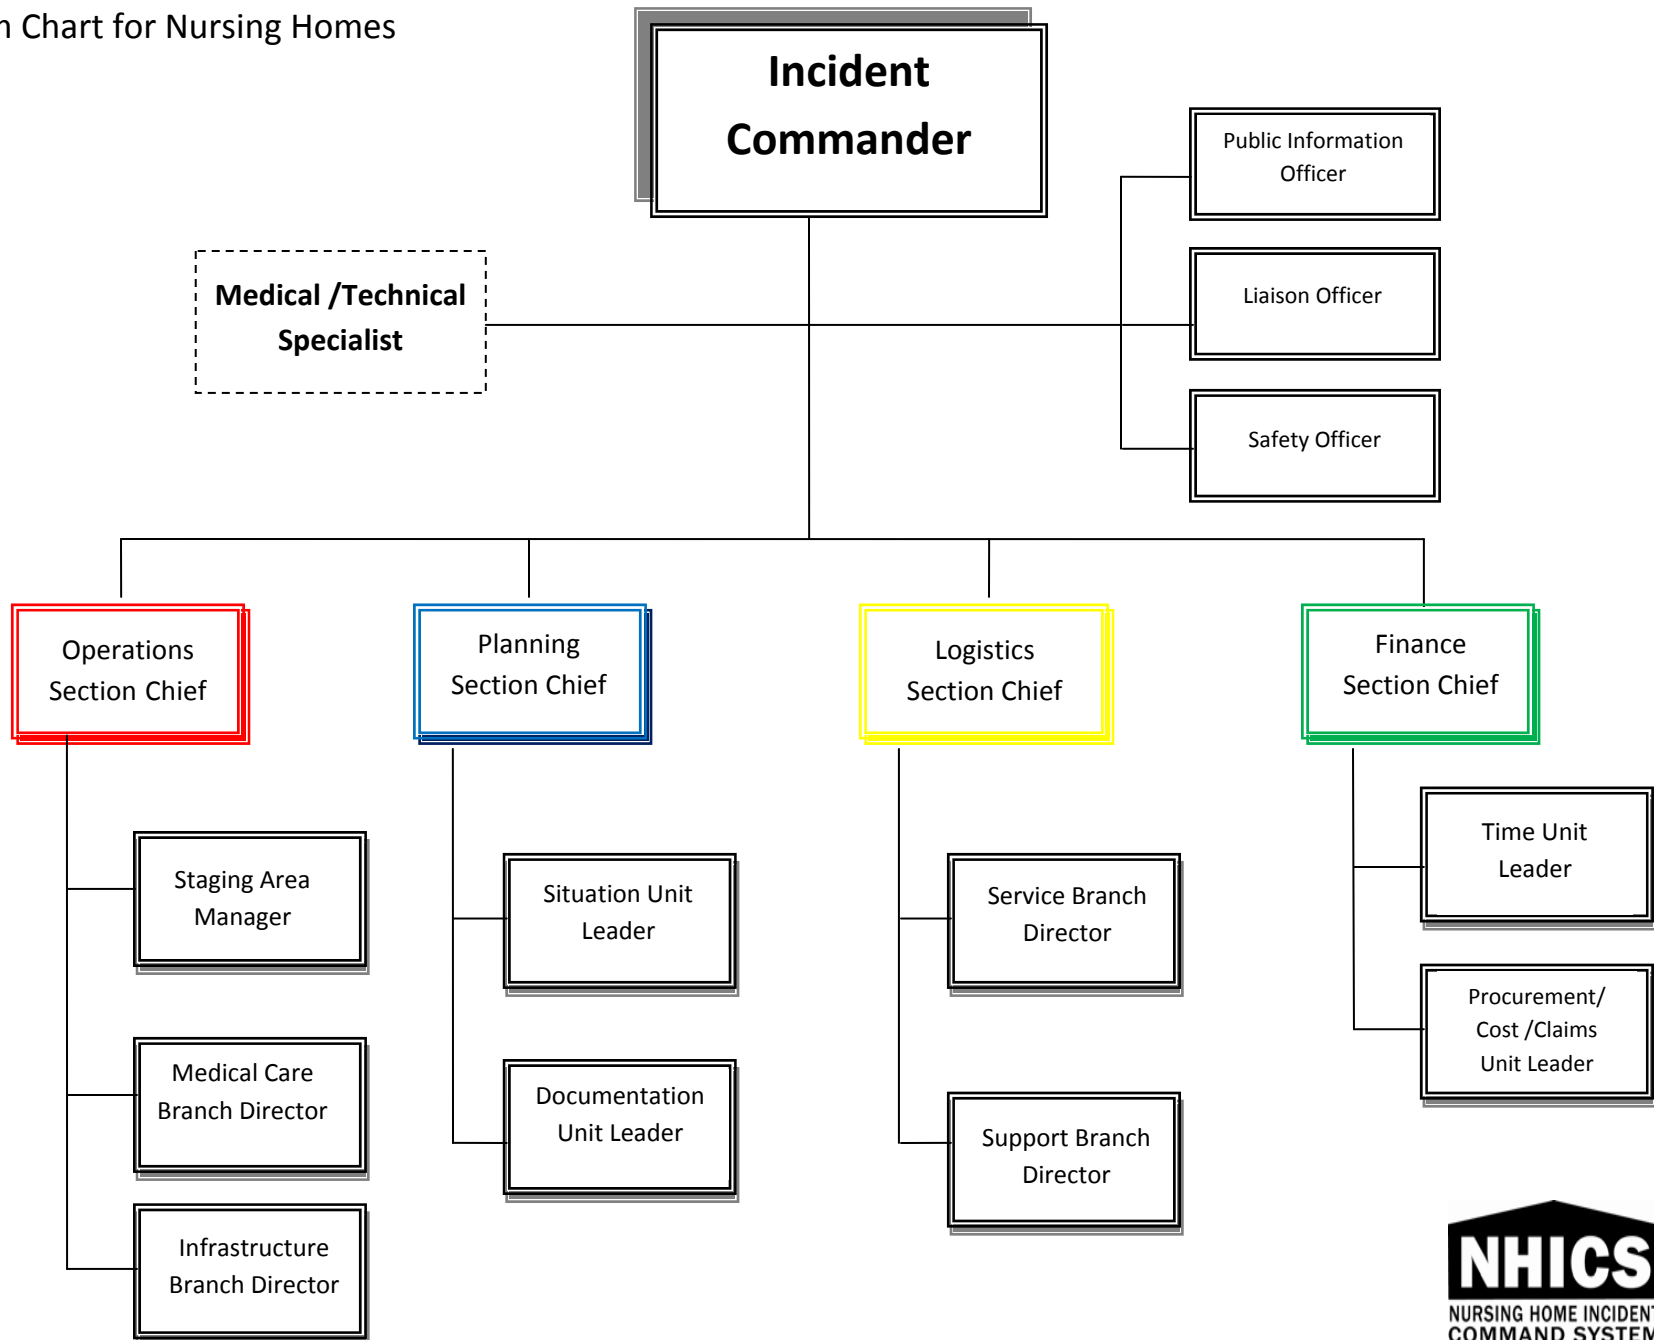 Chart for Nursing Homes
Incident
Commander
Public Information
Officer
Medical /Technical
Specialist
Liaison Officer
Safety Officer
Operations
Section Chief
Planning
Section Chief
Logistics
Section Chief
Finance
Section Chief
Staging Area
Manager
Medical Care
Branch Director
Infrastructure
Branch Director
Situation Unit
Leader
Documentation
Unit Leader
Service Branch
Director
Support Branch
Director
Time Unit
Leader
Procurement/
Cost /Claims
Unit Leader
NHICS
NURSING HOME INCIDENT
COMMAND SYSTEM